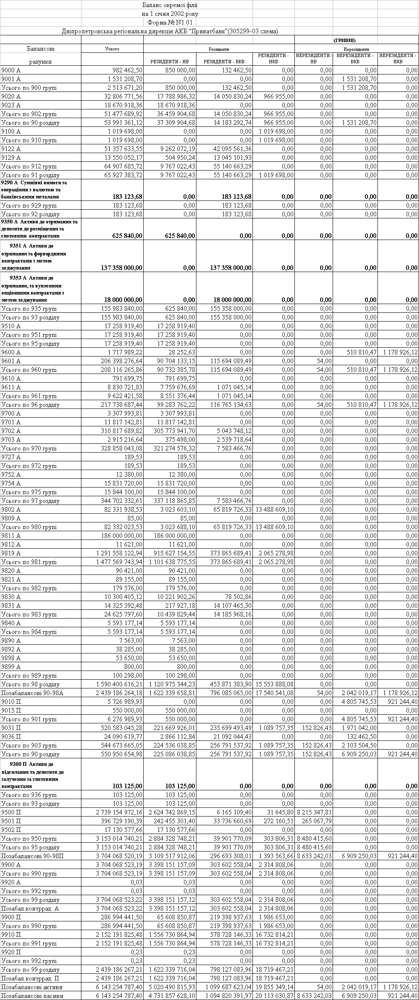 Баланс окремої філії
на 1 січня 2002 року
Форма № N1.01
Дніпропетровська регіональна дирекція АКБ “Приватбанк”(305299-03 схема)
(ГРИВНІ)
Балансові Усього Резиденти Нерезиденти
рахунки РЕЗИДЕНТИ - НВ РЕЗИДЕНТИ - ВКВ РЕЗИДЕНТИ - НКВ НЕРЕЗИДЕНТИ - НВ НЕРЕЗИДЕНТИ - ВКВ НЕРЕЗИДЕНТИ - НКВ
9000 А 982 462,50 850 000,00 132 462,50 0,00 0,00 0,00 0,00
9001 А 1 531 208,70 0,00 0,00 0,00 0,00 1 531 208,70 0,00
Усього по 900 групі 2 513 671,20 850 000,00 132 462,50 0,00 0,00 1 531 208,70 0,00
9020 А 32 806 771,56 17 788 986,32 14 050 830,24 966 955,00 0,00 0,00 0,00
9023 А 18 670 918,36 18 670 918,36 0,00 0,00 0,00 0,00 0,00
Усього по 902 групі 51 477 689,92 36 459 904,68 14 050 830,24 966 955,00 0,00 0,00 0,00
Усього по 90 розділу 53 991 361,12 37 309 904,68 14 183 292,74 966 955,00 0,00 1 531 208,70 0,00
9100 А 1 019 698,00 0,00 0,00 1 019 698,00 0,00 0,00 0,00
Усього по 910 групі 1 019 698,00 0,00 0,00 1 019 698,00 0,00 0,00 0,00
9122 А 51 357 633,55 9 262 072,19 42 095 561,36 0,00 0,00 0,00 0,00
9129 А 13 550 052,17 504 950,24 13 045 101,93 0,00 0,00 0,00 0,00
Усього по 912 групі 64 907 685,72 9 767 022,43 55 140 663,29 0,00 0,00 0,00 0,00
Усього по 91 розділу 65 927 383,72 9 767 022,43 55 140 663,29 1 019 698,00 0,00 0,00 0,00
9290 А Сумнівні вимоги за
операціями з валютою та
банківськими металами 183 123,68 0,00 183 123,68 0,00 0,00 0,00 0,00
Усього по 929 групі 183 123,68 0,00 183 123,68 0,00 0,00 0,00 0,00
Усього по 92 розділу 183 123,68 0,00 183 123,68 0,00 0,00 0,00 0,00
9350 А Активи до отримання та
депозити до розміщення за
спотовими контрактами 625 840,00 625 840,00 0,00 0,00 0,00 0,00 0,00
9351 А Активи до
отримання за форвардними
контрактами з метою
хеджування 137 358 000,00 0,00 137 358 000,00 0,00 0,00 0,00 0,00
9353 А Активи до
отримання, за купленими
опціонними контрактами з
метою хеджування 18 000 000,00 0,00 18 000 000,00 0,00 0,00 0,00 0,00
Усього по 935 групі 155 983 840,00 625 840,00 155 358 000,00 0,00 0,00 0,00 0,00
Усього по 93 розділу 155 983 840,00 625 840,00 155 358 000,00 0,00 0,00 0,00 0,00
9510 А 17 258 919,40 17 258 919,40 0,00 0,00 0,00 0,00 0,00
Усього по 951 групі 17 258 919,40 17 258 919,40 0,00 0,00 0,00 0,00 0,00
Усього по 95 розділу 17 258 919,40 17 258 919,40 0,00 0,00 0,00 0,00 0,00
9600 А 1 717 989,22 28 252,63 0,00 0,00 0,00 510 810,47 1 178 926,12
9601 А 206 398 276,64 90 704 133,15 115 694 089,49 0,00 54,00 0,00 0,00
Усього по 960 групі 208 116 265,86 90 732 385,78 115 694 089,49 0,00 54,00 510 810,47 1 178 926,12
9610 А 791 699,75 791 699,75 0,00 0,00 0,00 0,00 0,00
9611 А 8 830 721,83 7 759 676,69 1 071 045,14 0,00 0,00 0,00 0,00
Усього по 961 групі 9 622 421,58 8 551 376,44 1 071 045,14 0,00 0,00 0,00 0,00
Усього по 96 розділу 217 738 687,44 99 283 762,22 116 765 134,63 0,00 54,00 510 810,47 1 178 926,12
9700 А 3 307 993,81 3 307 993,81 0,00 0,00 0,00 0,00 0,00
9701 А 11 817 142,81 11 817 142,81 0,00 0,00 0,00 0,00 0,00
9702 А 310 817 689,82 305 773 941,70 5 043 748,12 0,00 0,00 0,00 0,00
9703 А 2 915 216,64 375 498,00 2 539 718,64 0,00 0,00 0,00 0,00
Усього по 970 групі 328 858 043,08 321 274 576,32 7 583 466,76 0,00 0,00 0,00 0,00
9727 А 189,53 189,53 0,00 0,00 0,00 0,00 0,00
Усього по 972 групі 189,53 189,53 0,00 0,00 0,00 0,00 0,00
9752 А 12 380,00 12 380,00 0,00 0,00 0,00 0,00 0,00
9754 А 15 831 720,00 15 831 720,00 0,00 0,00 0,00 0,00 0,00
Усього по 975 групі 15 844 100,00 15 844 100,00 0,00 0,00 0,00 0,00 0,00
Усього по 97 розділу 344 702 332,61 337 118 865,85 7 583 466,76 0,00 0,00 0,00 0,00
9802 А 82 331 938,53 3 023 603,10 65 819 726,33 13 488 609,10 0,00 0,00 0,00
9809 А 85,00 85,00 0,00 0,00 0,00 0,00 0,00
Усього по 980 групі 82 332 023,53 3 023 688,10 65 819 726,33 13 488 609,10 0,00 0,00 0,00
9811 А 186 000 000,00 186 000 000,00 0,00 0,00 0,00 0,00 0,00
9812 А 11 621,00 11 621,00 0,00 0,00 0,00 0,00 0,00
9819 А 1 291 558 122,94 915 627 154,55 373 865 689,41 2 065 278,98 0,00 0,00 0,00
Усього по 981 групі 1 477 569 743,94 1 101 638 775,55 373 865 689,41 2 065 278,98 0,00 0,00 0,00
9820 А 90 421,00 90 421,00 0,00 0,00 0,00 0,00 0,00
9821 А 89 155,00 89 155,00 0,00 0,00 0,00 0,00 0,00
Усього по 982 групі 179 576,00 179 576,00 0,00 0,00 0,00 0,00 0,00
9830 А 10 300 405,12 10 221 902,26 78 502,86 0,00 0,00 0,00 0,00
9831 А 14 325 392,48 217 927,18 14 107 465,30 0,00 0,00 0,00 0,00
Усього по 983 групі 24 625 797,60 10 439 829,44 14 185 968,16 0,00 0,00 0,00 0,00
9840 А 5 593 177,14 5 593 177,14 0,00 0,00 0,00 0,00 0,00
Усього по 984 групі 5 593 177,14 5 593 177,14 0,00 0,00 0,00 0,00 0,00
9890 А 7 563,00 7 563,00 0,00 0,00 0,00 0,00 0,00
9892 А 38 285,00 38 285,00 0,00 0,00 0,00 0,00 0,00
9898 А 53 650,00 53 650,00 0,00 0,00 0,00 0,00 0,00
9899 А 800,00 800,00 0,00 0,00 0,00 0,00 0,00
Усього по 989 групі 100 298,00 100 298,00 0,00 0,00 0,00 0,00 0,00
Усього по 98 розділу 1 590 400 616,21 1 120 975 344,23 453 871 383,90 15 553 888,08 0,00 0,00 0,00
Позабалансові 90-98А 2 439 186 264,18 1 622 339 658,81 796 085 065,00 17 540 541,08 54,00 2 042 019,17 1 178 926,12
9010 П 5 726 989,93 0,00 0,00 0,00 0,00 4 805 745,53 921 244,40
9015 П 550 000,00 550 000,00 0,00 0,00 0,00 0,00 0,00
Усього по 901 групі 6 276 989,93 550 000,00 0,00 0,00 0,00 4 805 745,53 921 244,40
9031 П 520 583 045,28 221 669 926,01 235 699 493,49 1 089 757,35 152 826,43 1 971 042,00 0,00
9036 П 24 090 619,77 2 866 112,84 21 092 044,43 0,00 0,00 132 462,50 0,00
Усього по 903 групі 544 673 665,05 224 536 038,85 256 791 537,92 1 089 757,35 152 826,43 2 103 504,50 0,00
Усього по 90 розділу 550 950 654,98 225 086 038,85 256 791 537,92 1 089 757,35 152 826,43 6 909 250,03 921 244,40
9360 П Активи до
відсилання та депозити до
залучення за спотовими
контрактами 103 125,00 103 125,00 0,00 0,00 0,00 0,00 0,00
Усього по 936 групі 103 125,00 103 125,00 0,00 0,00 0,00 0,00 0,00
Усього по 93 розділу 103 125,00 103 125,00 0,00 0,00 0,00 0,00 0,00
9500 П 2 739 154 972,16 2 624 742 869,15 6 165 109,40 31 645,80 8 215 347,81 0,00 0,00
9501 П 396 729 190,39 242 455 301,40 33 736 660,69 272 160,51 265 067,79 0,00 0,00
9502 П 17 130 577,66 17 130 577,66 0,00 0,00 0,00 0,00 0,00
Усього по 950 групі 3 153 014 740,21 2 884 328 748,21 39 901 770,09 303 806,31 8 480 415,60 0,00 0,00
Усього по 95 розділу 3 153 014 740,21 2 884 328 748,21 39 901 770,09 303 806,31 8 480 415,60 0,00 0,00
Позабалансові 90-98П 3 704 068 520,19 3 109 517 912,06 296 693 308,01 1 393 563,66 8 633 242,03 6 909 250,03 921 244,40
9900 А 3 704 068 523,19 3 398 151 157,09 303 602 558,04 2 314 808,06 0,00 0,00 0,00
Усього по 990 групі 3 704 068 523,19 3 398 151 157,09 303 602 558,04 2 314 808,06 0,00 0,00 0,00
9920 А 0,03 0,03 0,00 0,00 0,00 0,00 0,00
Усього по 992 групі 0,03 0,03 0,00 0,00 0,00 0,00 0,00
Усього по 99 розділу 3 704 068 523,22 3 398 151 157,12 303 602 558,04 2 314 808,06 0,00 0,00 0,00
Позабал.контррах. А 3 704 068 523,22 3 398 151 157,12 303 602 558,04 2 314 808,06 0,00 0,00 0,00
9900 П 286 994 441,50 65 608 850,87 219 398 937,63 1 986 653,00 0,00 0,00 0,00
Усього по 990 групі 286 994 441,50 65 608 850,87 219 398 937,63 1 986 653,00 0,00 0,00 0,00
9910 П 2 152 191 825,48 1 556 730 864,94 578 728 146,33 16 732 814,21 0,00 0,00 0,00
Усього по 991 групі 2 152 191 825,48 1 556 730 864,94 578 728 146,33 16 732 814,21 0,00 0,00 0,00
9920 П 0,23 0,23 0,00 0,00 0,00 0,00 0,00
Усього по 992 групі 0,23 0,23 0,00 0,00 0,00 0,00 0,00
Усього по 99 розділу 2 439 186 267,21 1 622 339 716,04 798 127 083,96 18 719 467,21 0,00 0,00 0,00
Позабал.контррах. П 2 439 186 267,21 1 622 339 716,04 798 127 083,96 18 719 467,21 0,00 0,00 0,00
Позабалансові активи 6 143 254 787,40 5 020 490 815,93 1 099 687 623,04 19 855 349,14 54,00 2 042 019,17 1 178 926,12
Позабалансові пасиви 6 143 254 787,40 4 731 857 628,10 1 094 820 391,97 20 113 030,87 8 633 242,03 6 909 250,03 921 244,40